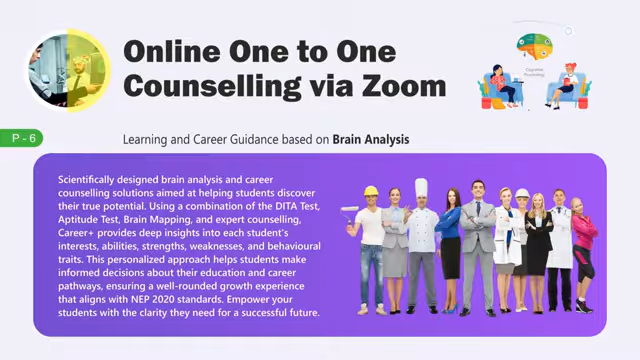 Online One to One
Counselling via Zoom
P - 6
Learning and Career Guidance based on Brain Analysis
Scientifically designed brain analysis and career
counselling solutions aimed at helping students discover
their true potential. Using a combination of the DITA Test,
Aptitude Test, Brain Mapping, and expert counselling,
Career+ provides deep insights into each student's
interests, abilities, strengths, weaknesses, and behavioural
traits. This personalized approach helps students make
informed decisions about their education and career
pathways, ensuring a well-rounded growth experience
that aligns with NEP 2020 standards. Empower your
students with the clarity they need for a successful future.